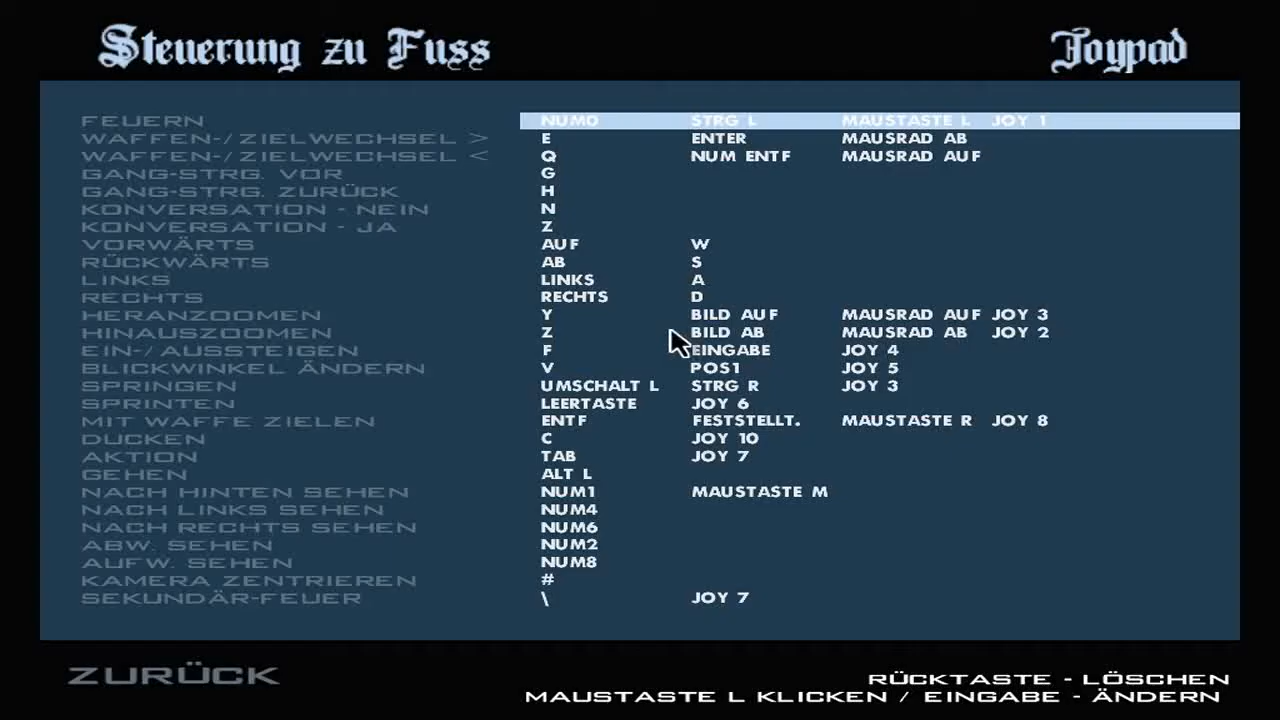 Steuerung zu Fuss Joypad
FEUERN NUM0 STRG L MAUSTASTE L JOY 1
WAFFEN-/ZIELWECHSEL > E ENTER MAUSRAD AB
WAFFEN-/ZIELWECHSEL < Q NUM ENTF MAUSRAD AUF
GANG-STRG. VOR G
GANG-STRG. ZURÜCK H
KONVERSATION - NEIN N
KONVERSATION - JA Z
VORWÄRTS AUF W
RÜCKWÄRTS AB S
LINKS LINKS A
RECHTS RECHTS D
HERANZOOMEN Y BILD AUF MAUSRAD AUF JOY 3
HINAUSZOOMEN Z BILD AB MAUSRAD AB JOY 2
EIN-/AUSSTEIGEN F EINGABE JOY 4
BLICKWINKEL ÄNDERN V POS1 JOY 5
SPRINGEN UMSCHALT L STRG R JOY 3
SPRINTEN LEERTASTE JOY 6
MIT WAFFE ZIELEN ENTF FESTSTELLT. MAUSTASTE R JOY 8
DUCKEN C JOY 10
AKTION TAB JOY 7
GEHEN ALT L
NACH HINTEN SEHEN NUM1 MAUSTASTE M
NACH LINKS SEHEN NUM4
NACH RECHTS SEHEN NUM6
ABW. SEHEN NUM2
AUFW. SEHEN NUM8
KAMERA ZENTRIEREN #
SEKUNDÄR-FEUER \ JOY 7
ZURÜCK
RÜCKTASTE - LÖSCHEN
MAUSTASTE L KLICKEN / EINGABE - ÄNDERN